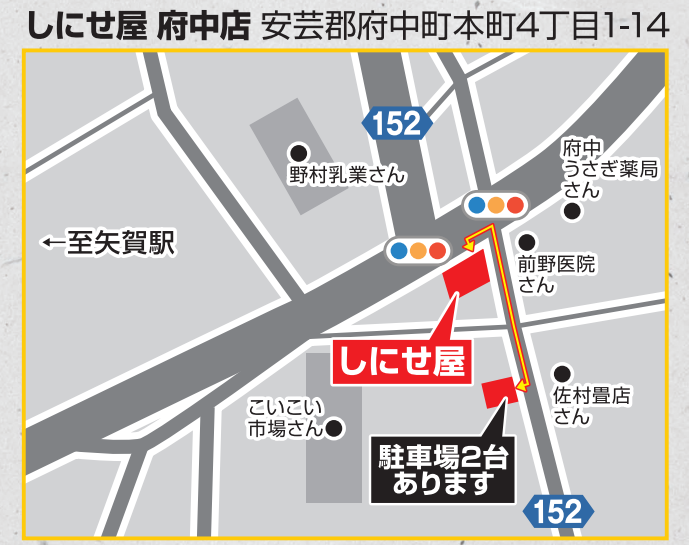 しにせ屋 府中店 安芸郡府中町本町4丁目1-14
152
野村乳業さん
府中
うさぎ薬局
さん
←至矢賀駅
前野医院
さん
しにせ屋
佐村畳店
さん
こいこい
市場さん
駐車場2台
あります
152